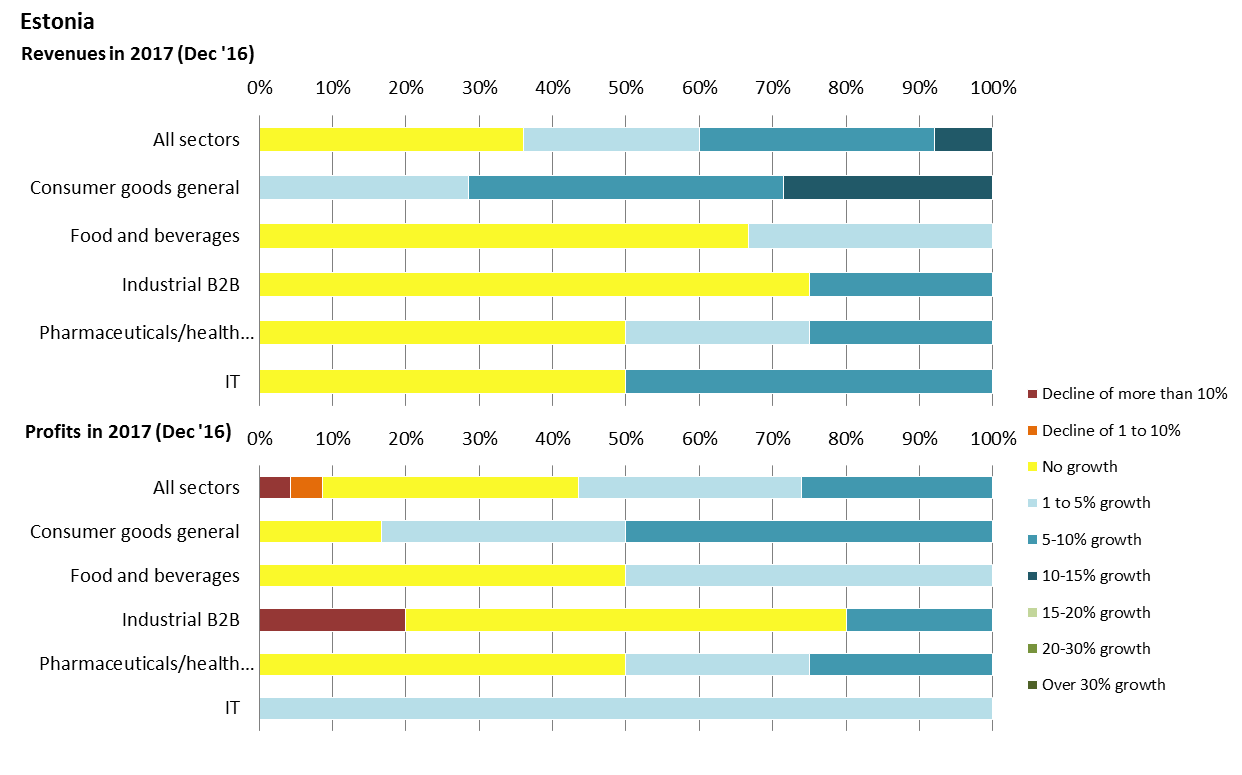 Estonia
Revenues in 2017 (Dec '16)
0% 10% 20% 30% 40% 50% 60% 70% 80% 90% 100%
All sectors
Consumer goods general
Food and beverages
Industrial B2B
Pharmaceuticals/health...
IT
Profits in 2017 (Dec '16)
0% 10% 20% 30% 40% 50% 60% 70% 80% 90% 100%
All sectors
Consumer goods general
Food and beverages
Industrial B2B
Pharmaceuticals/health...
IT
Decline of more than 10%
Decline of 1 to 10%
No growth
1 to 5% growth
5-10% growth
10-15% growth
15-20% growth
20-30% growth
Over 30% growth